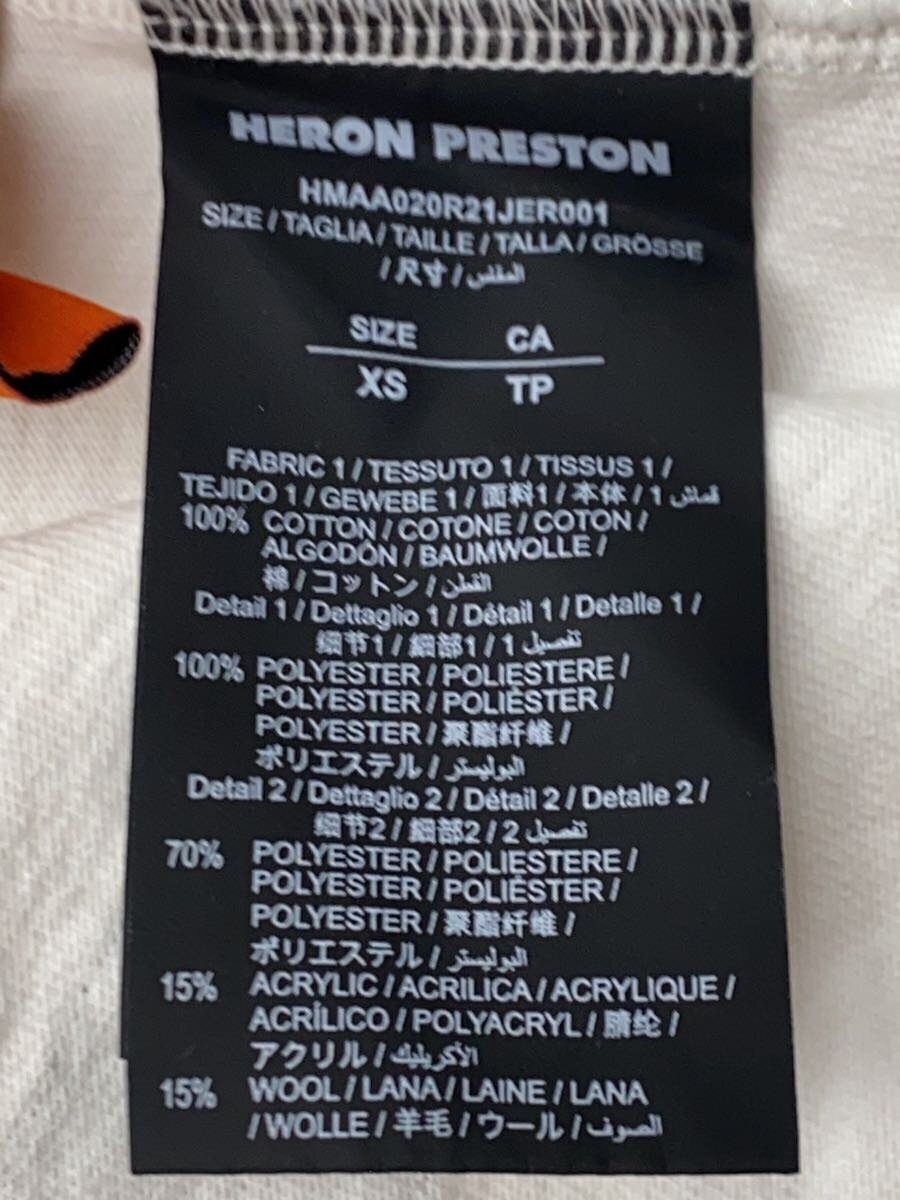 HERON PRESTON
HMAA020R21JER001
SIZE / TAGLIA / TAILLE / TALLA / GRÖSSE
/ 尺寸 / المقاس
SIZE CA
XS TP
FABRIC 1 / TESSUTO 1 / TISSUS 1 /
TEJIDO 1 / GEWEBE 1 / 面料1 / 本体 / 1 قماش
100% COTTON / COTONE / COTON /
ALGODÓN / BAUMWOLLE /
棉 / コットン / القطن
Detail 1 / Dettaglio 1 / Détail 1 / Detalle 1 /
细节1 / 細部1 / 1 تفصيل
100% POLYESTER / POLIESTERE /
POLYESTER / POLIÉSTER /
POLYESTER / 聚酯纤维 /
ポリエステル / البوليستر
Detail 2 / Dettaglio 2 / Détail 2 / Detalle 2 /
细节2 / 細部2 / 2 تفصيل
70% POLYESTER / POLIESTERE /
POLYESTER / POLIÉSTER /
POLYESTER / 聚酯纤维 /
ポリエステル / البوليستر
15% ACRYLIC / ACRILICA / ACRYLIQUE /
ACRÍLICO / POLYACRYL / 腈纶 /
アクリル / الأكريليك
15% WOOL / LANA / LAINE / LANA
/ WOLLE / 羊毛 / ウール / الصوف